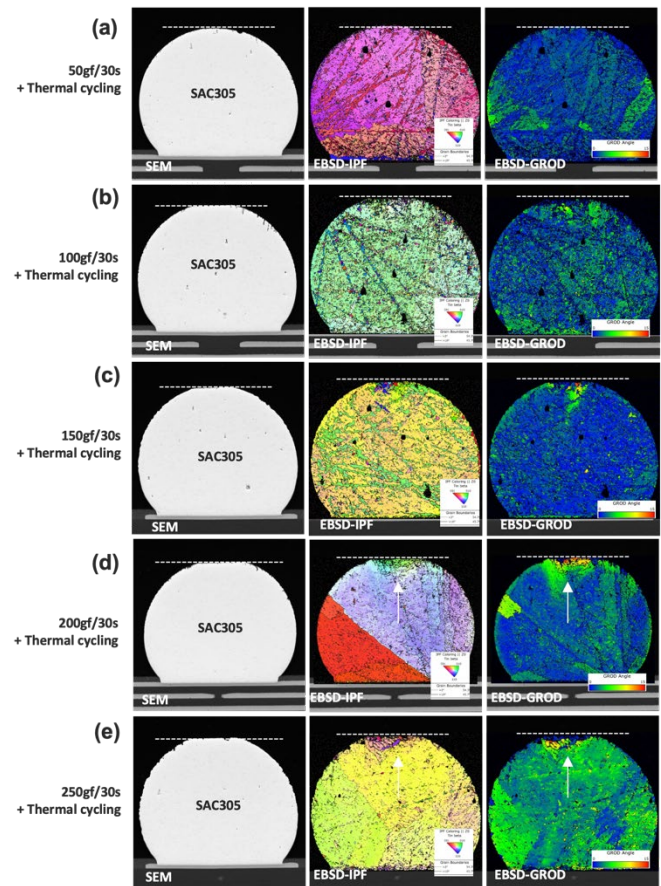 (a)
50gf/30s
+ Thermal cycling
SAC305
SEM
EBSD-IPF
EBSD-GROD
GROD Angle
(b)
100gf/30s
+ Thermal cycling
SAC305
SEM
EBSD-IPF
EBSD-GROD
GROD Angle
(c)
150gf/30s
+ Thermal cycling
SAC305
SEM
EBSD-IPF
EBSD-GROD
GROD Angle
(d)
200gf/30s
+ Thermal cycling
SAC305
SEM
EBSD-IPF
EBSD-GROD
GROD Angle
(e)
250gf/30s
+ Thermal cycling
SAC305
SEM
EBSD-IPF
EBSD-GROD
GROD Angle